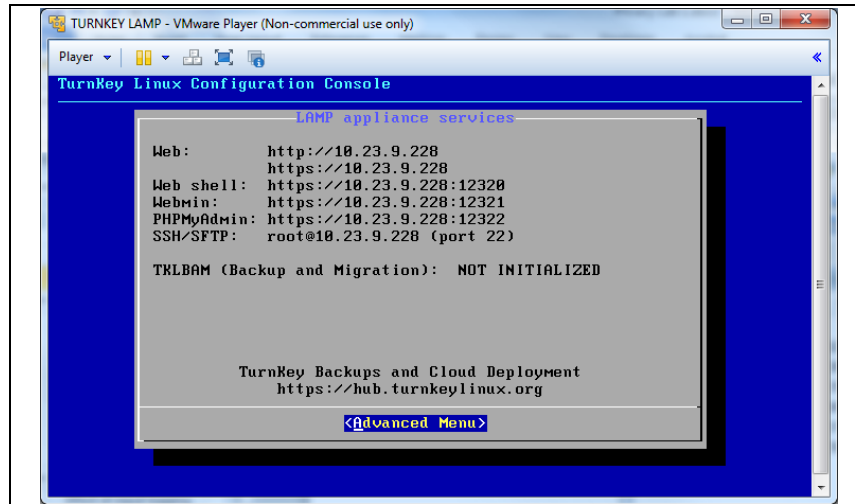 TURNKEY LAMP - VMware Player (Non-commercial use only)
Player
TurnKey Linux Configuration Console
LAMP appliance services
Web: http://10.23.9.228
https://10.23.9.228
Web shell: https://10.23.9.228:12320
Webmin: https://10.23.9.228:12321
PHPMyAdmin: https://10.23.9.228:12322
SSH/SFTP: root@10.23.9.228 (port 22)
TKLBAM (Backup and Migration): NOT INITIALIZED
TurnKey Backups and Cloud Deployment
https://hub.turnkeylinux.org
<Advanced Menu>